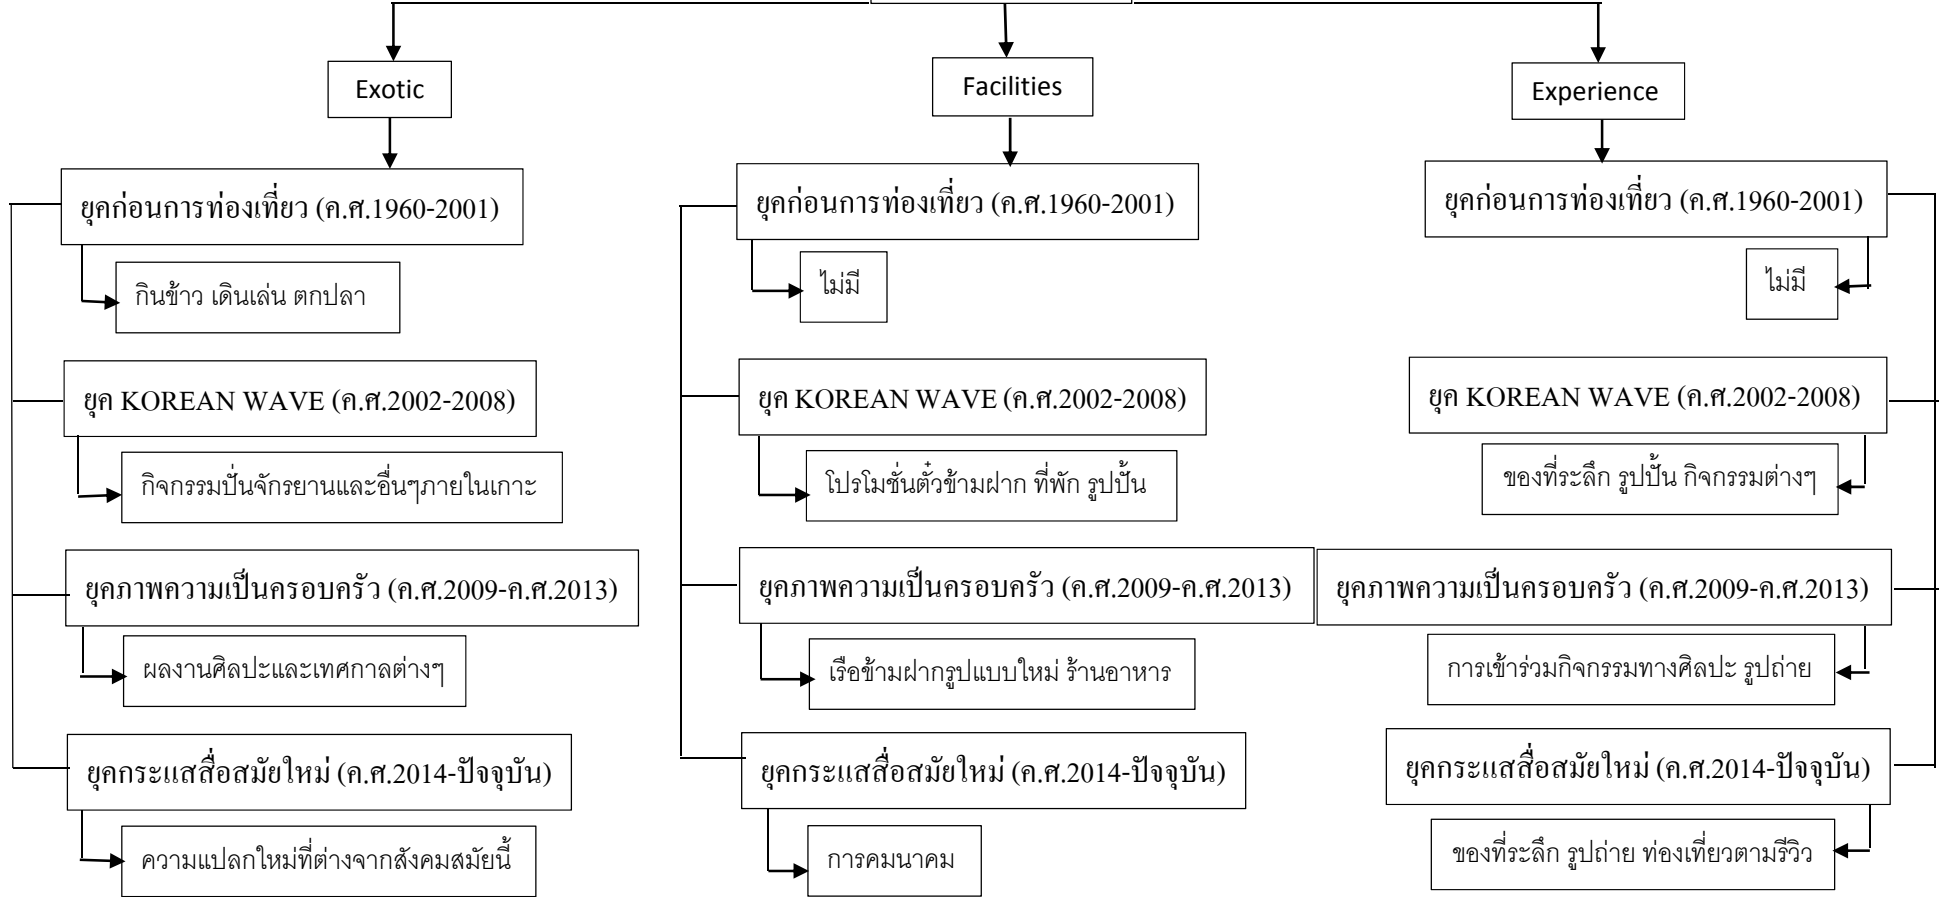 Exotic
ยุคก่อนการท่องเที่ยว (ค.ศ.1960-2001)
กินข้าว เดินเล่น ตกปลา
ยุค KOREAN WAVE (ค.ศ.2002-2008)
กิจกรรมปั่นจักรยานและอื่นๆภายในเกาะ
ยุคภาพความเป็นครอบครัว (ค.ศ.2009-ค.ศ.2013)
ผลงานศิลปะและเทศกาลต่างๆ
ยุคกระแสสื่อสมัยใหม่ (ค.ศ.2014-ปัจจุบัน)
ความแปลกใหม่ที่ต่างจากสังคมสมัยนี้
Facilities
ยุคก่อนการท่องเที่ยว (ค.ศ.1960-2001)
ไม่มี
ยุค KOREAN WAVE (ค.ศ.2002-2008)
โปรโมชั่นตั๋วข้ามฝาก ที่พัก รูปปั้น
ยุคภาพความเป็นครอบครัว (ค.ศ.2009-ค.ศ.2013)
เรือข้ามฝากรูปแบบใหม่ ร้านอาหาร
ยุคกระแสสื่อสมัยใหม่ (ค.ศ.2014-ปัจจุบัน)
การคมนาคม
Experience
ยุคก่อนการท่องเที่ยว (ค.ศ.1960-2001)
ไม่มี
ยุค KOREAN WAVE (ค.ศ.2002-2008)
ของที่ระลึก รูปปั้น กิจกรรมต่างๆ
ยุคภาพความเป็นครอบครัว (ค.ศ.2009-ค.ศ.2013)
การเข้าร่วมกิจกรรมทางศิลปะ รูปถ่าย
ยุคกระแสสื่อสมัยใหม่ (ค.ศ.2014-ปัจจุบัน)
ของที่ระลึก รูปถ่าย ท่องเที่ยวตามรีวิว